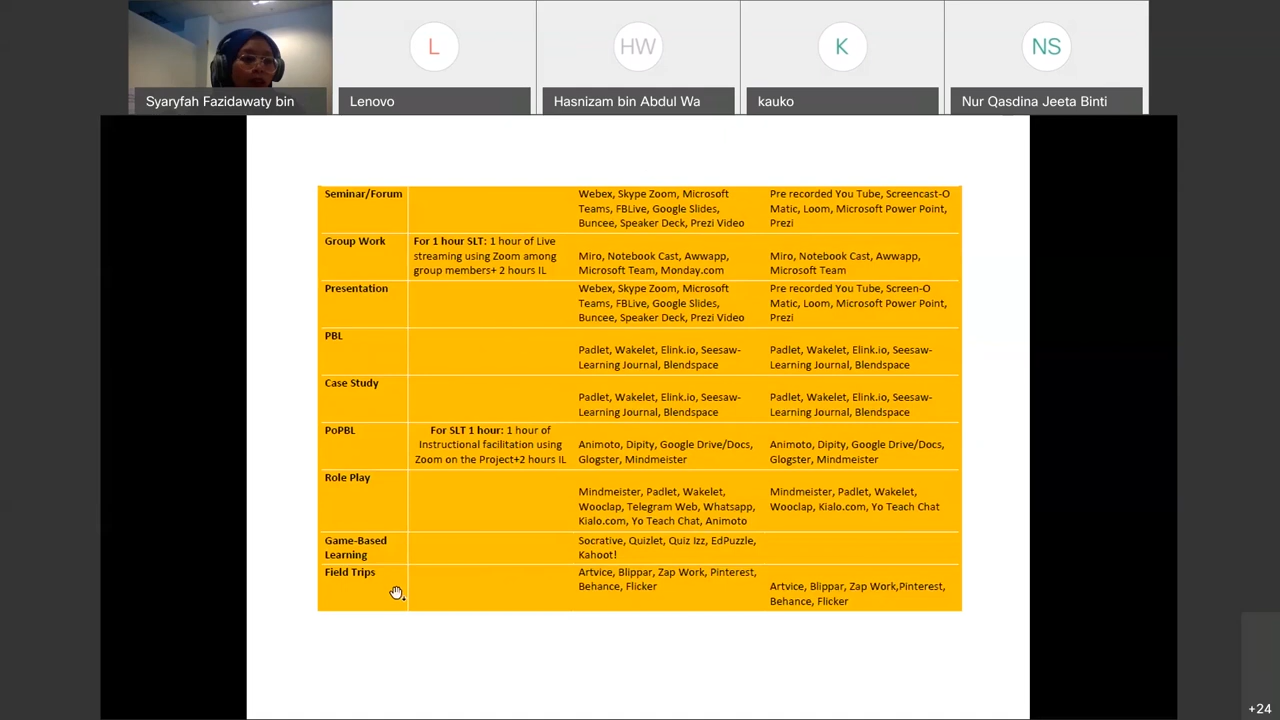 L
HW
K
NS
Syaryfah Fazidawaty bin
Lenovo
Hasnizam bin Abdul Wa
kauko
Nur Qasdina Jeeta Binti
Seminar/Forum
Webex, Skype Zoom, Microsoft
Teams, FBLive, Google Slides,
Buncee, Speaker Deck, Prezi Video
Pre recorded You Tube, Screencast-O
Matic, Loom, Microsoft Power Point,
Prezi
Group Work
For 1 hour SLT: 1 hour of Live
streaming using Zoom among
group members+ 2 hours IL
Miro, Notebook Cast, Awwapp,
Microsoft Team, Monday.com
Miro, Notebook Cast, Awwapp,
Microsoft Team
Presentation
Webex, Skype Zoom, Microsoft
Teams, FBLive, Google Slides,
Buncee, Speaker Deck, Prezi Video
Pre recorded You Tube, Screen-O
Matic, Loom, Microsoft Power Point,
Prezi
PBL
Padlet, Wakelet, Elink.io, Seesaw-
Learning Journal, Blendspace
Padlet, Wakelet, Elink.io, Seesaw-
Learning Journal, Blendspace
Case Study
Padlet, Wakelet, Elink.io, Seesaw-
Learning Journal, Blendspace
Padlet, Wakelet, Elink.io, Seesaw-
Learning Journal, Blendspace
PoPBL
For SLT 1 hour: 1 hour of
Instructional facilitation using
Zoom on the Project+2 hours IL
Animoto, Dipity, Google Drive/Docs,
Glogster, Mindmeister
Animoto, Dipity, Google Drive/Docs,
Glogster, Mindmeister
Role Play
Mindmeister, Padlet, Wakelet,
Wooclap, Telegram Web, Whatsapp,
Kialo.com, Yo Teach Chat, Animoto
Mindmeister, Padlet, Wakelet,
Wooclap, Kialo.com, Yo Teach Chat
Game-Based
Learning
Socrative, Quizlet, Quiz Izz, EdPuzzle,
Kahoot!
Field Trips
Artvice, Blippar, Zap Work, Pinterest,
Behance, Flicker
Artvice, Blippar, Zap Work,Pinterest,
Behance, Flicker
+24